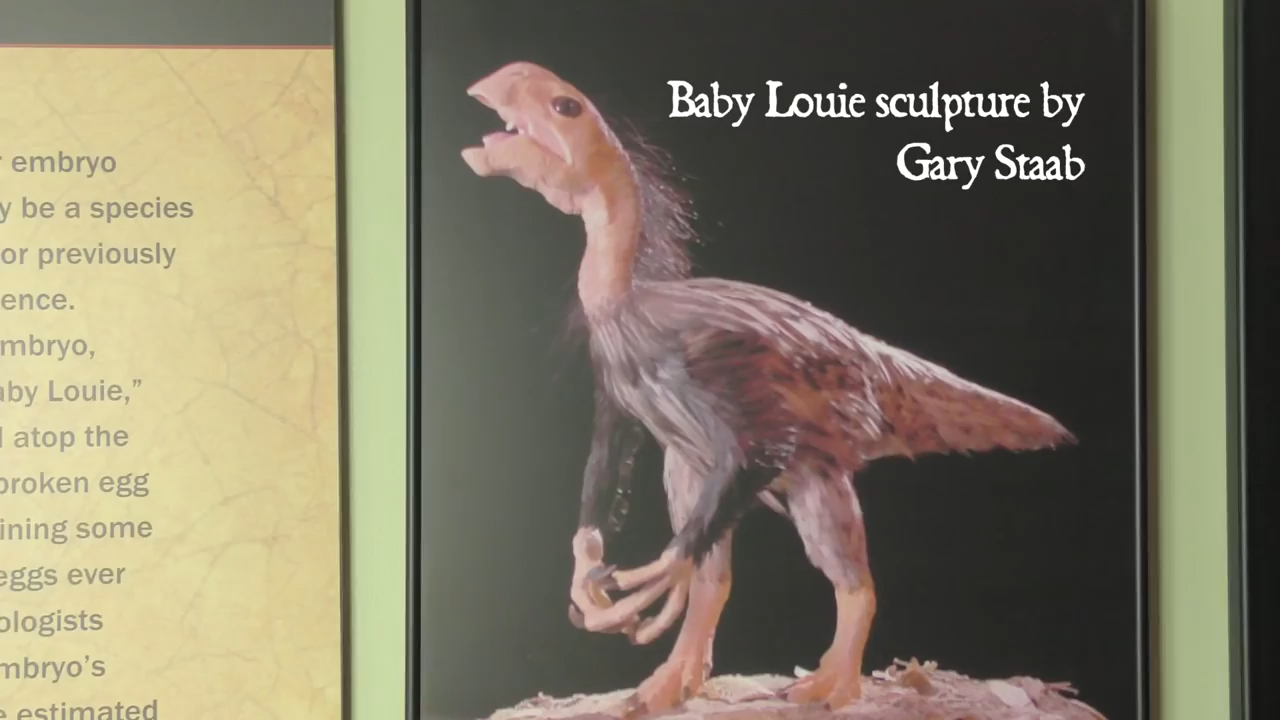 embryo
y be a species
or previously
ence.
mbryo,
aby Louie,”
atop the
broken egg
ining some
eggs ever
ologists
mbryo’s
estimated
Baby Louie sculpture by
Gary Staab